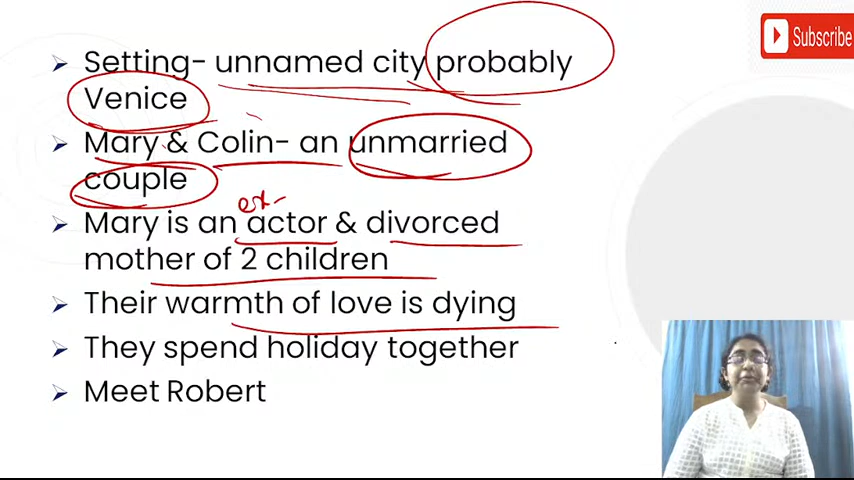 Subscribe
Setting- unnamed city probably
Venice
Mary & Colin- an unmarried
couple
ex-
Mary is an actor & divorced
mother of 2 children
Their warmth of love is dying
They spend holiday together
Meet Robert